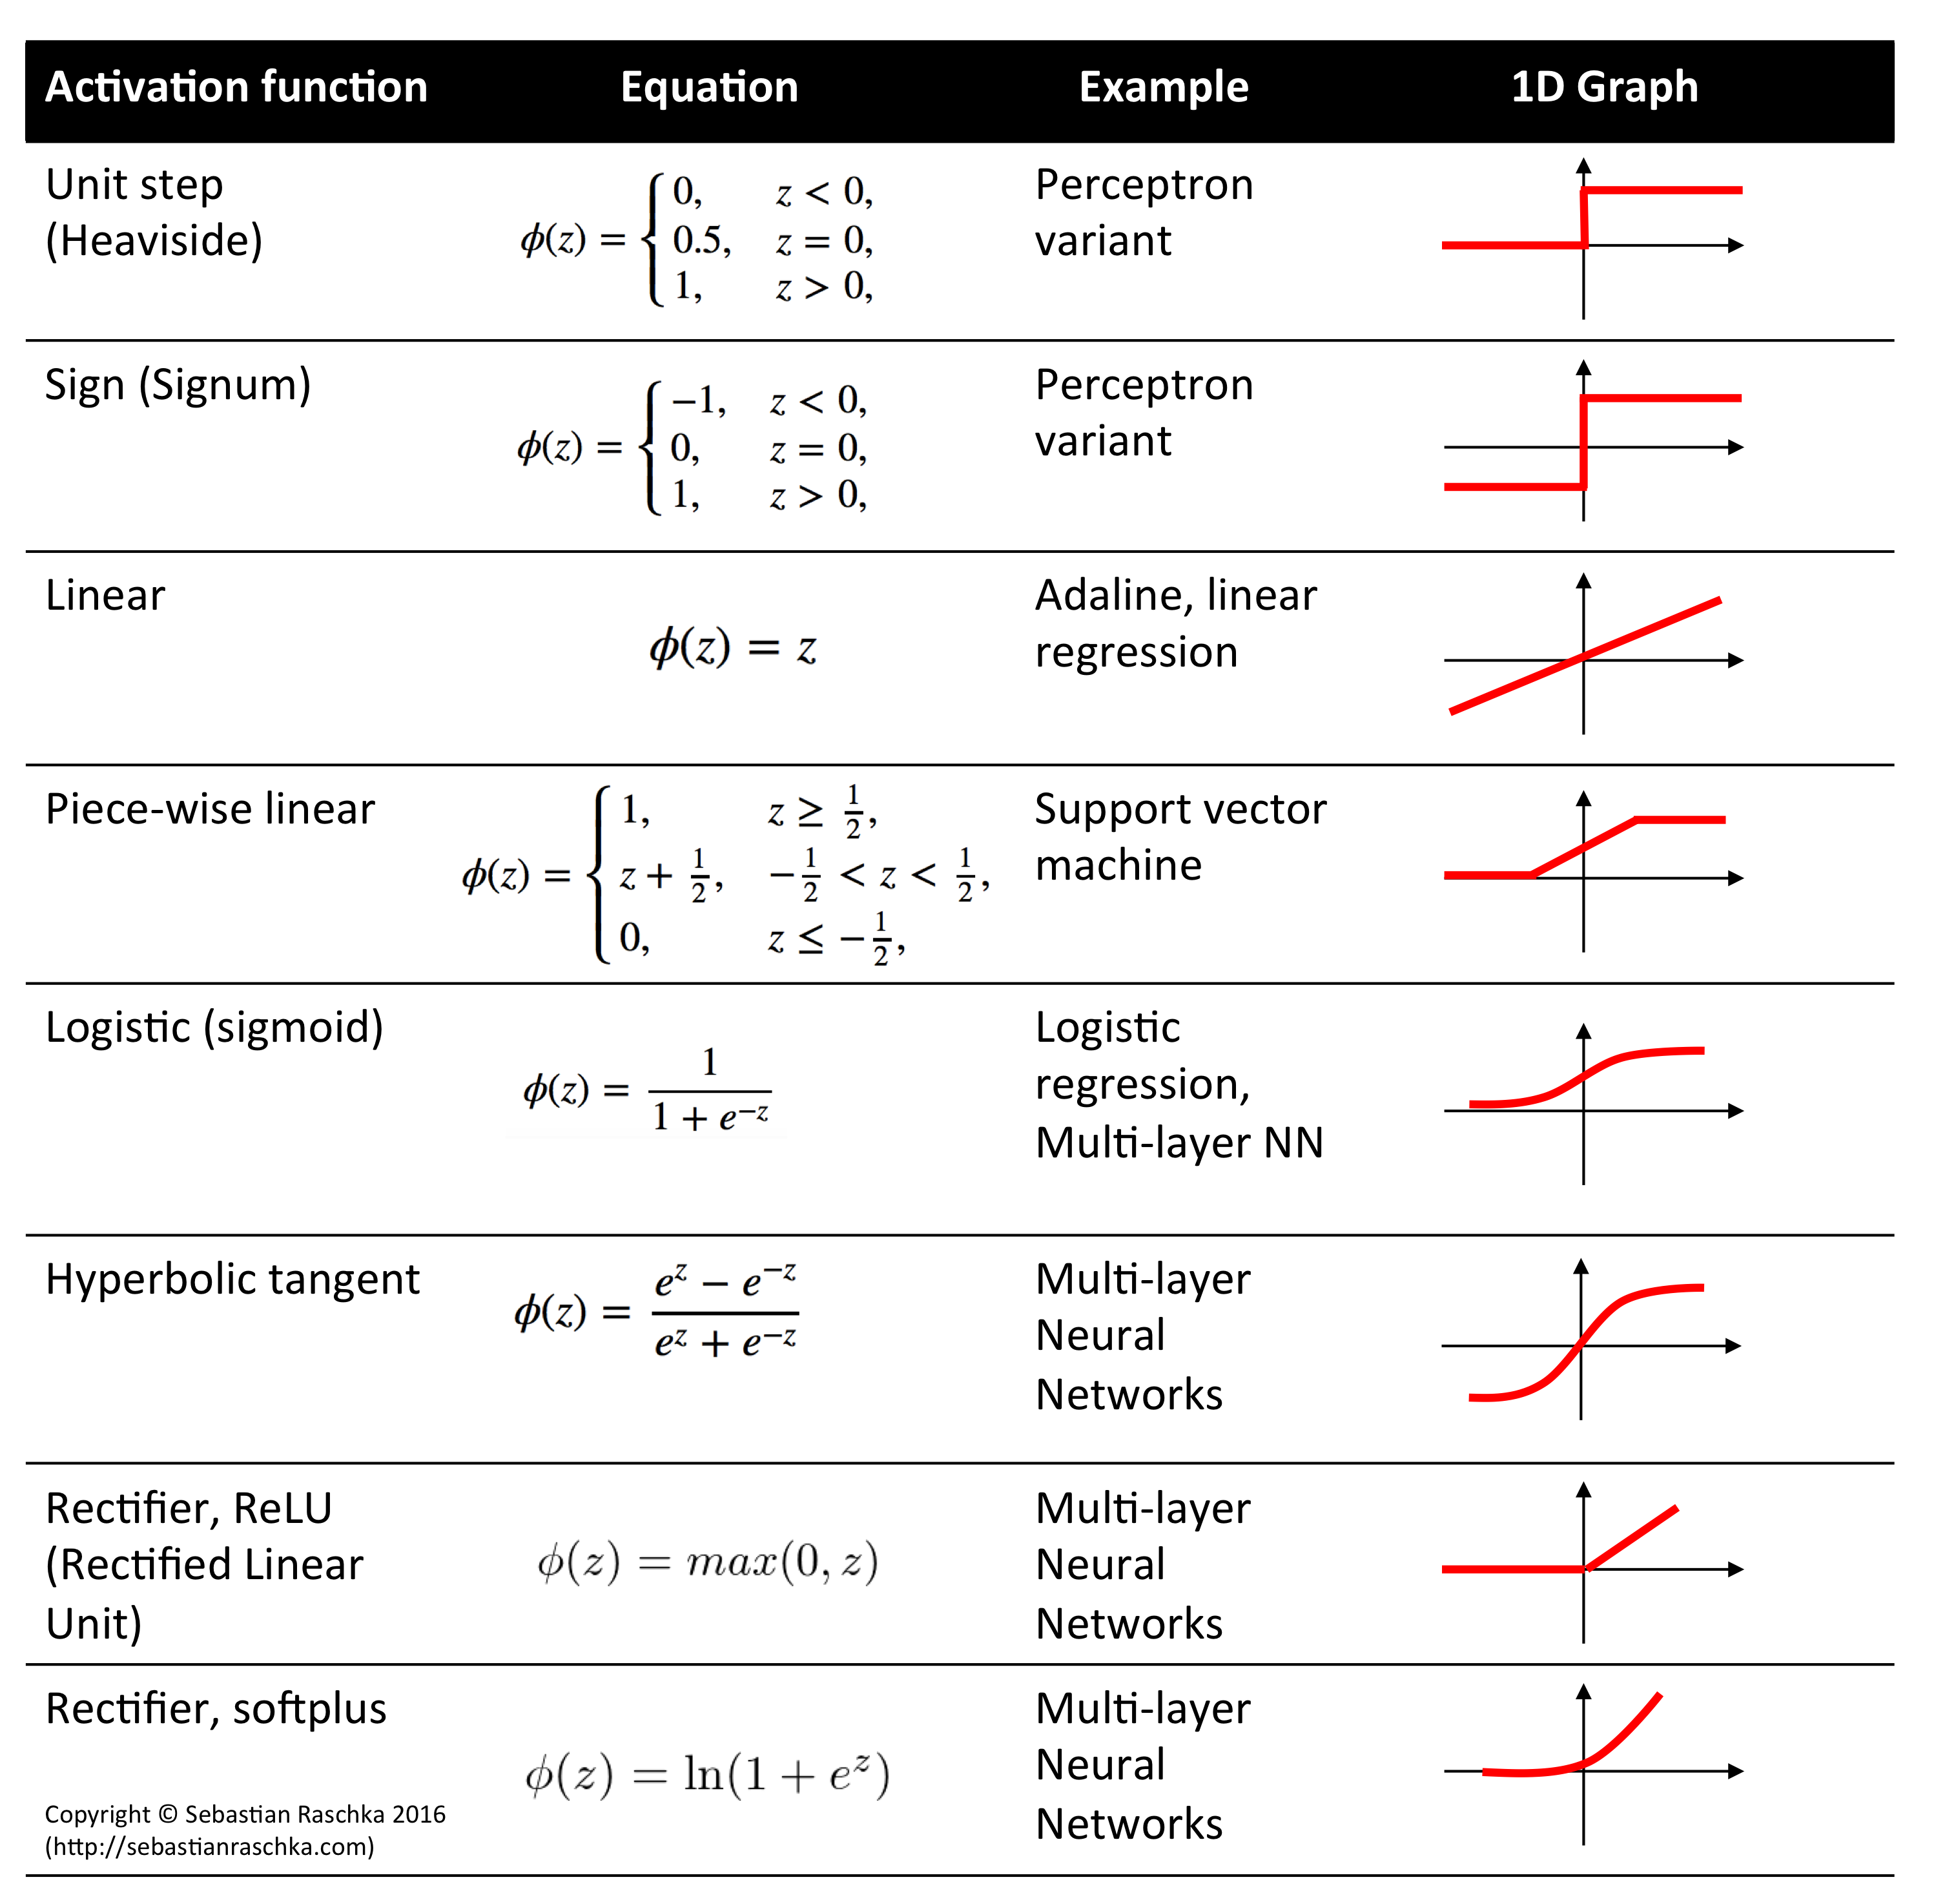 Activation function Equation Example 1D Graph
Unit step
(Heaviside)
ϕ(z) = { 0, z < 0,
0.5, z = 0,
1, z > 0,
Perceptron
variant
Sign (Signum)
ϕ(z) = { −1, z < 0,
0, z = 0,
1, z > 0,
Perceptron
variant
Linear
ϕ(z) = z
Adaline, linear
regression
Piece-wise linear
ϕ(z) = { 1, z ≥ 1/2,
z + 1/2, −1/2 < z < 1/2,
0, z ≤ −1/2,
Support vector
machine
Logistic (sigmoid)
ϕ(z) = 1 / (1 + e^−z)
Logistic
regression,
Multi-layer NN
Hyperbolic tangent
ϕ(z) = (e^z − e^−z) / (e^z + e^−z)
Multi-layer
Neural
Networks
Rectifier, ReLU
(Rectified Linear
Unit)
ϕ(z) = max(0, z)
Multi-layer
Neural
Networks
Rectifier, softplus
ϕ(z) = ln(1 + e^z)
Multi-layer
Neural
Networks
Copyright © Sebastian Raschka 2016
(http://sebastianraschka.com)